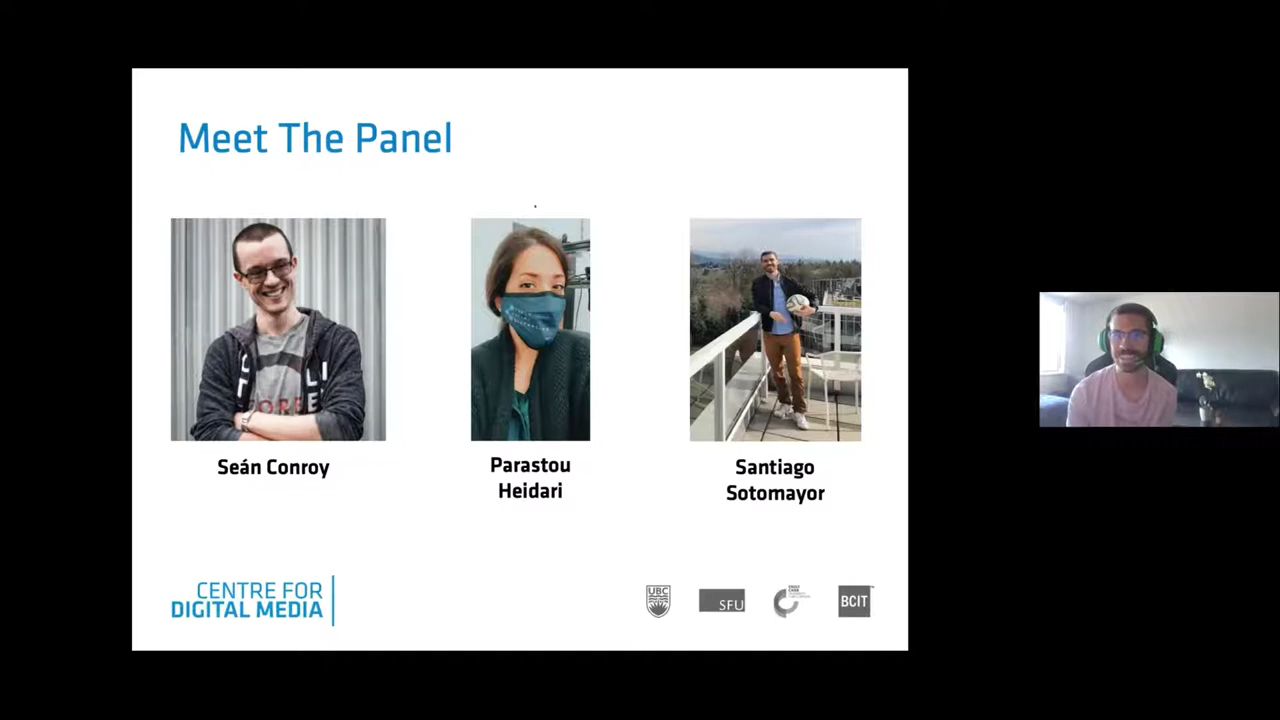 Meet The Panel
Seán Conroy
Parastou
Heidari
Santiago
Sotomayor
CENTRE FOR
DIGITAL MEDIA
UBC
SFU
BCIT